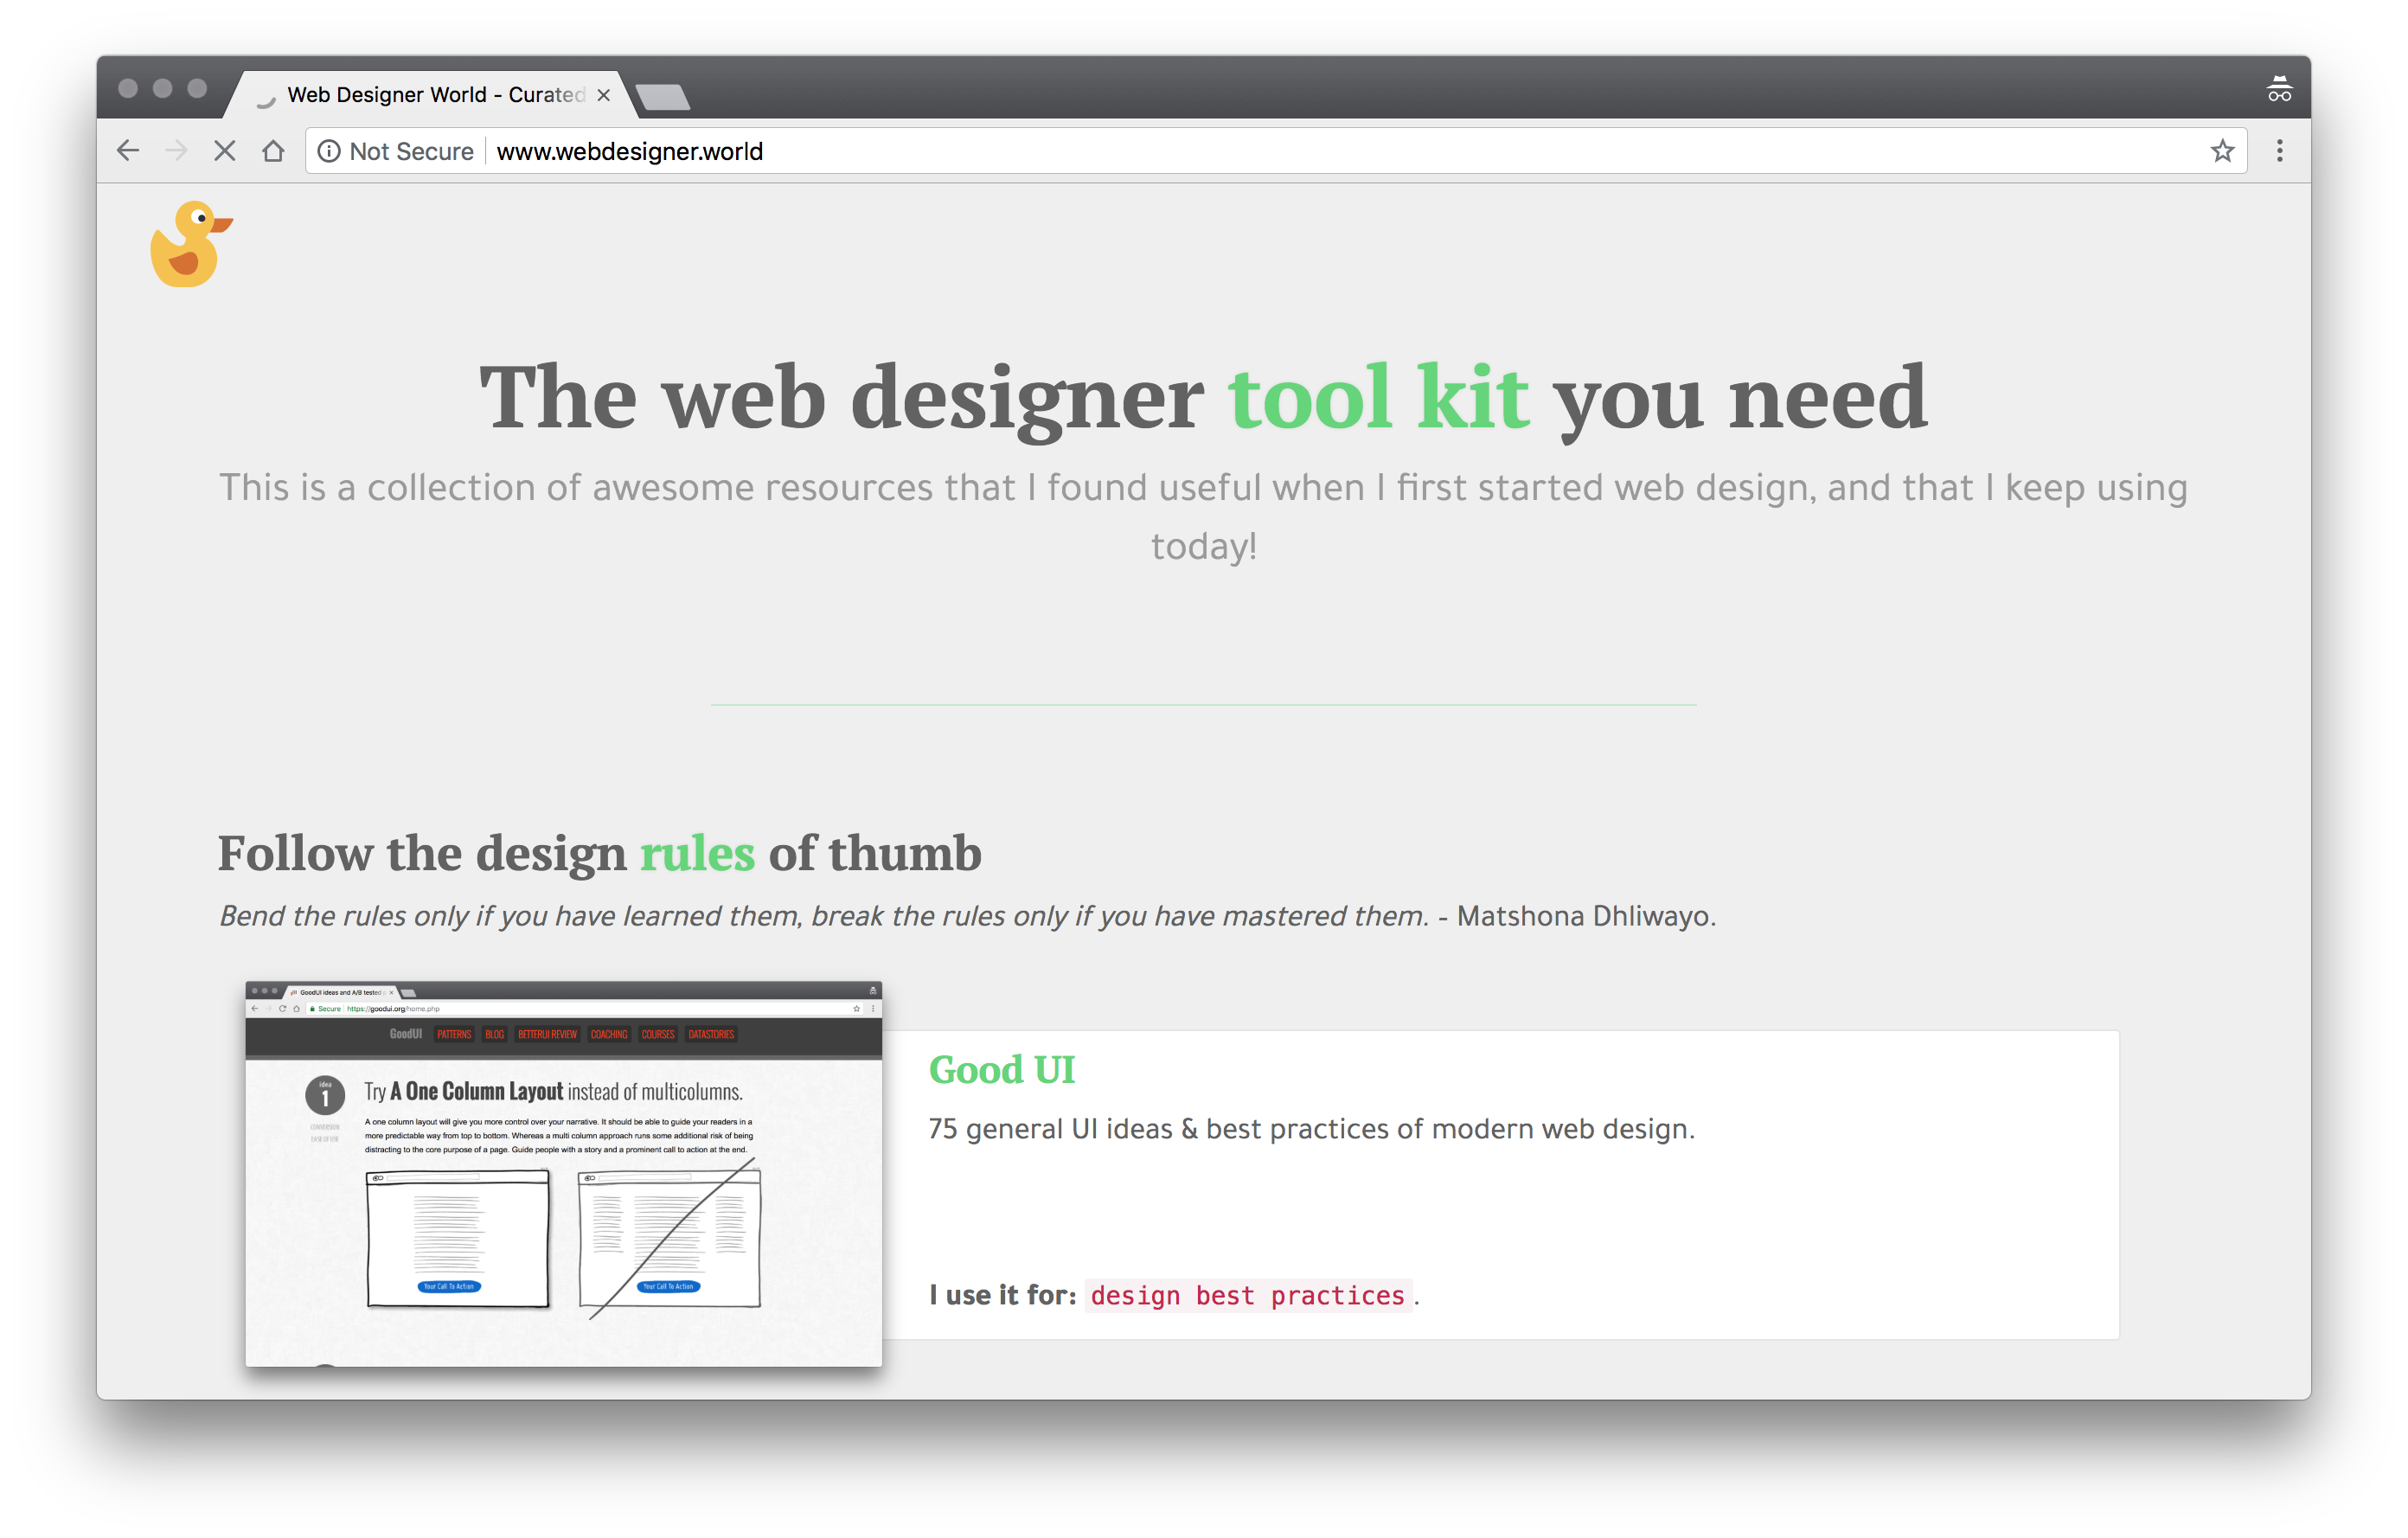 Web Designer World - Curated
Not Secure
www.webdesigner.world
The web designer tool kit you need
This is a collection of awesome resources that I found useful when I first started web design, and that I keep using
today!
Follow the design rules of thumb
Bend the rules only if you have learned them, break the rules only if you have mastered them. - Matshona Dhliwayo.
GoodUI ideas and A/B tested
Secure https://goodui.org/home.php
GoodUI PATTERNS BLOG BETTERUI REVIEW COACHING COURSES DATASTORIES
idea
1
CONVERSION
EASE OF TEST
Try A One Column Layout instead of multicolumns.
A one column layout will give you more control over your narrative. It should be able to guide your readers in a
more predictable way from top to bottom. Whereas a multi column approach runs some additional risk of being
distracting to the core purpose of a page. Guide people with a story and a prominent call to action at the end.
Your Call To Action
Your Call To Action
Good UI
75 general UI ideas & best practices of modern web design.
I use it for: design best practices.